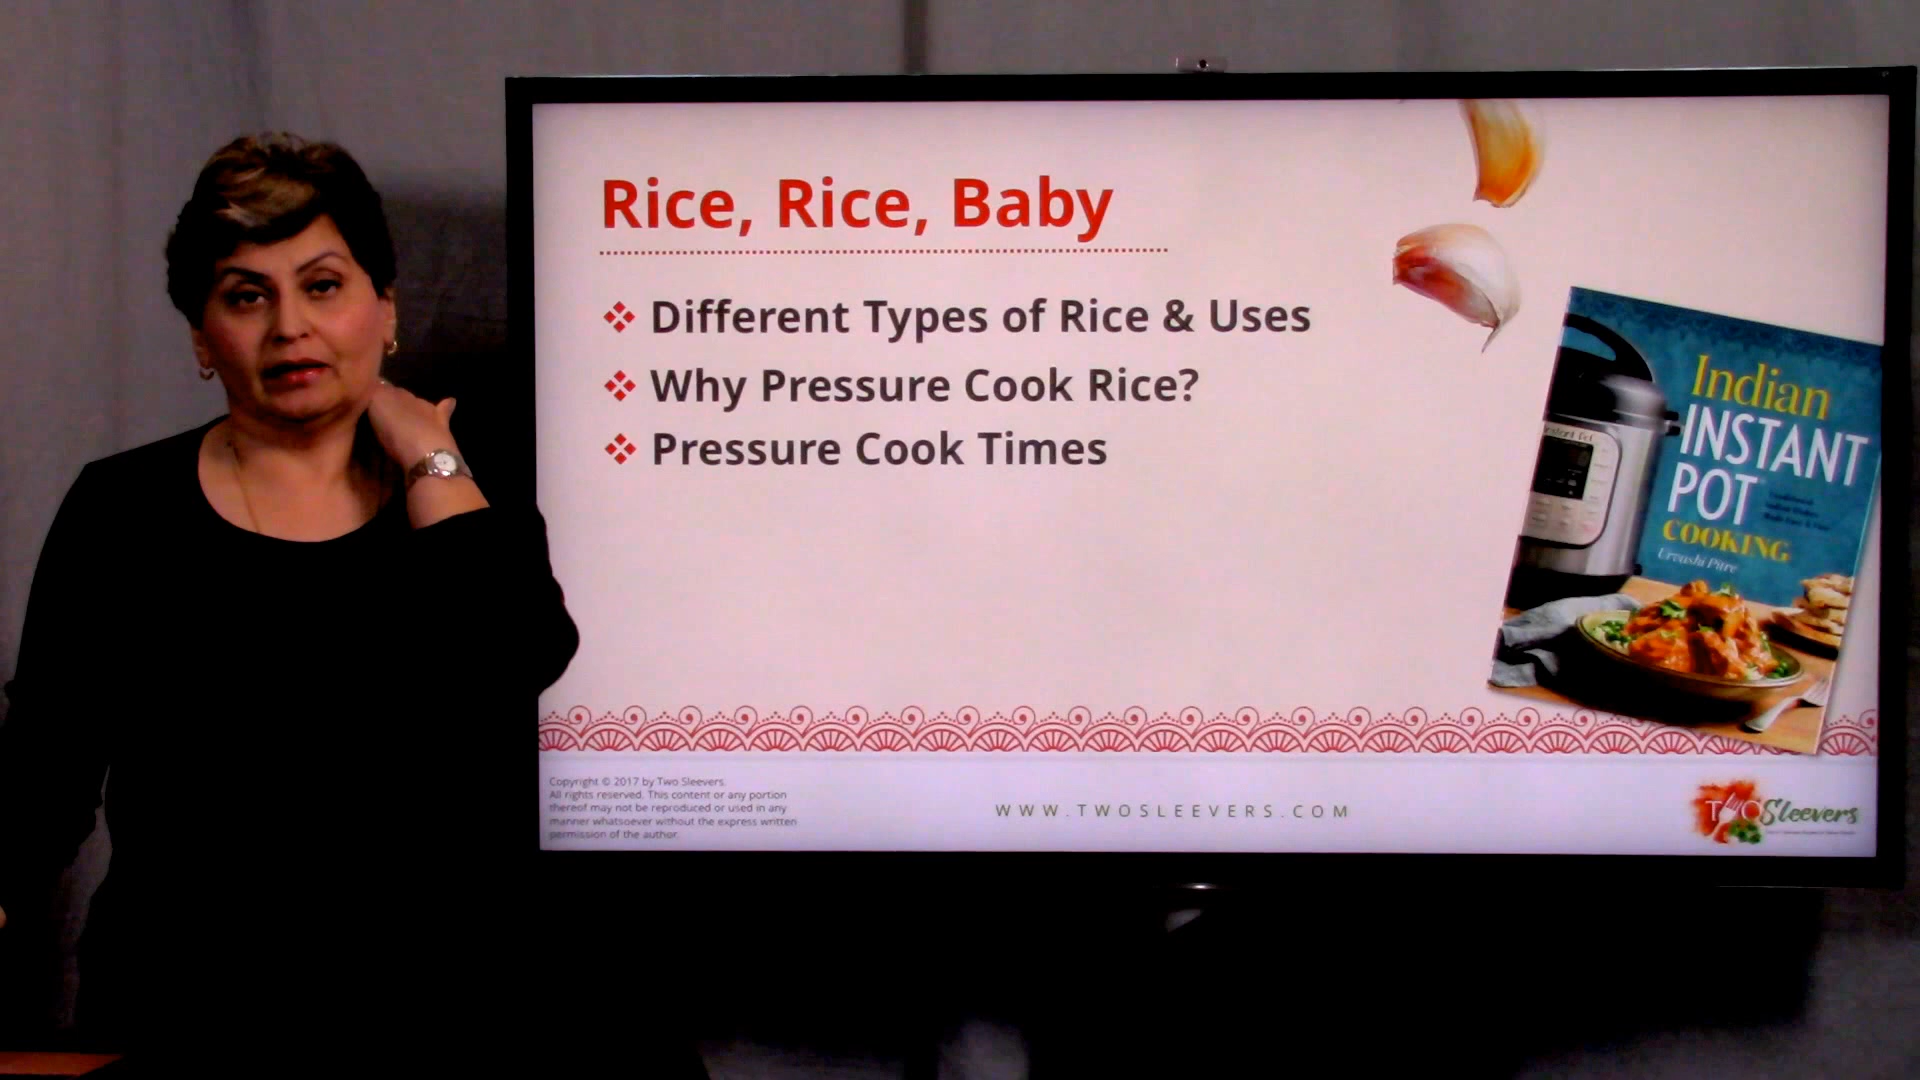 Rice, Rice, Baby
Different Types of Rice & Uses
Why Pressure Cook Rice?
Pressure Cook Times
Indian
INSTANT
POT
COOKING
Urvashi Pitre
Copyright © 2017 by Two Sleevers.
All rights reserved. This content or any portion
thereof may not be reproduced or used in any
manner whatsoever without the express written
permission of the author.
WWW.TWOSLEEVERS.COM
Two Sleevers